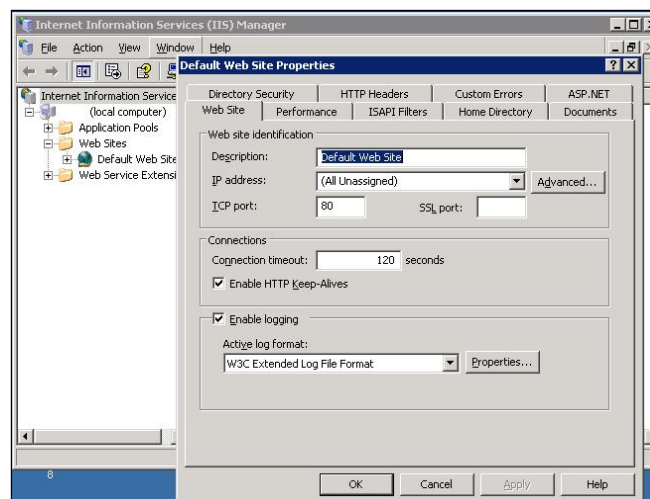 Internet Information Services (IIS) Manager
File Action View Window Help
Default Web Site Properties
Internet Information Service
(local computer)
Application Pools
Web Sites
Default Web Site
Web Service Extensi
Directory Security HTTP Headers Custom Errors ASP.NET
Web Site Performance ISAPI Filters Home Directory Documents
Web site identification
Description: Default Web Site
IP address: (All Unassigned) Advanced...
TCP port: 80 SSL port:
Connections
Connection timeout: 120 seconds
Enable HTTP Keep-Alives
Enable logging
Active log format:
W3C Extended Log File Format Properties...
8
OK Cancel Apply Help